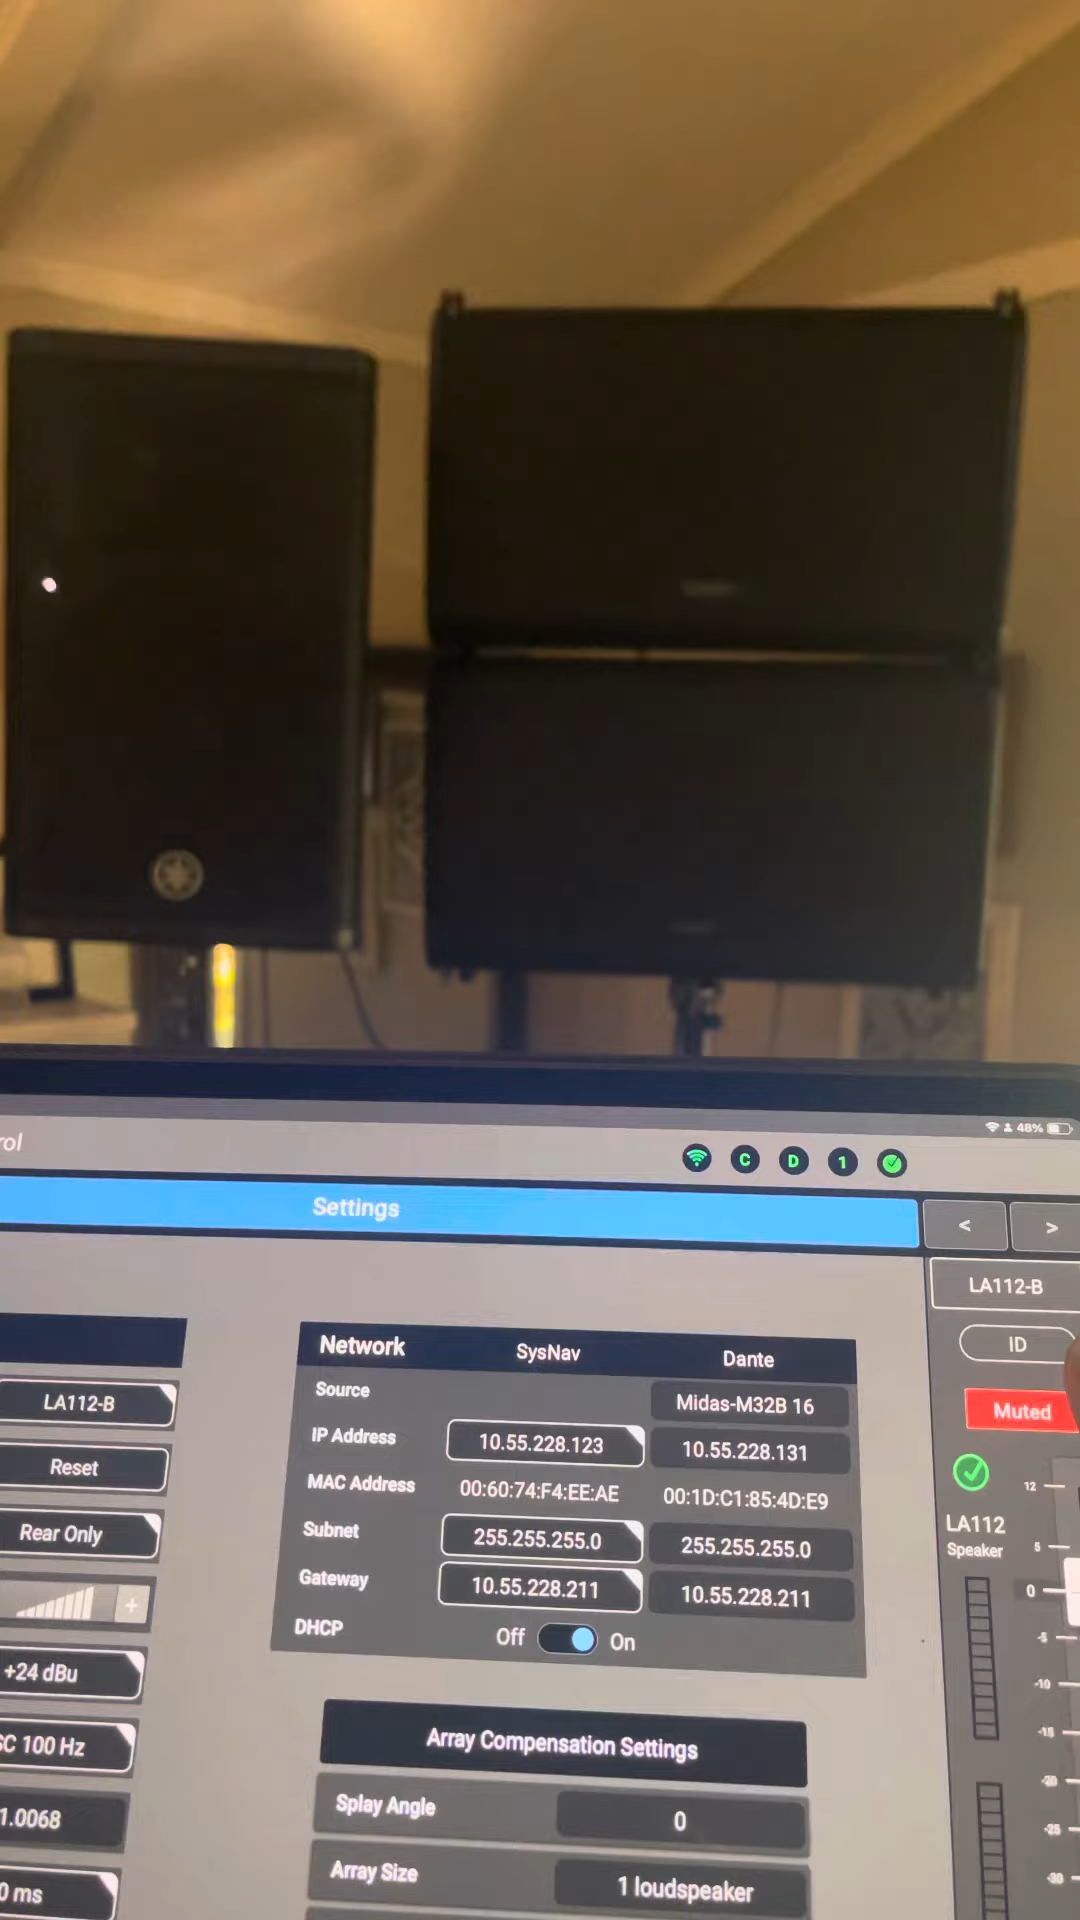 rol
48%
C
D
1
Settings
<
>
LA112-B
ID
Muted
LA112
Speaker
12
5
0
-5
-10
-15
-20
-25
-30
LA112-B
Reset
Rear Only
+
+24 dBu
SC 100 Hz
1.0068
0 ms
Network SysNav Dante
Source Midas-M32B 16
IP Address 10.55.228.123 10.55.228.131
MAC Address 00:60:74:F4:EE:AE 00:1D:C1:85:4D:E9
Subnet 255.255.255.0 255.255.255.0
Gateway 10.55.228.211 10.55.228.211
DHCP Off On
Array Compensation Settings
Splay Angle 0
Array Size 1 loudspeaker